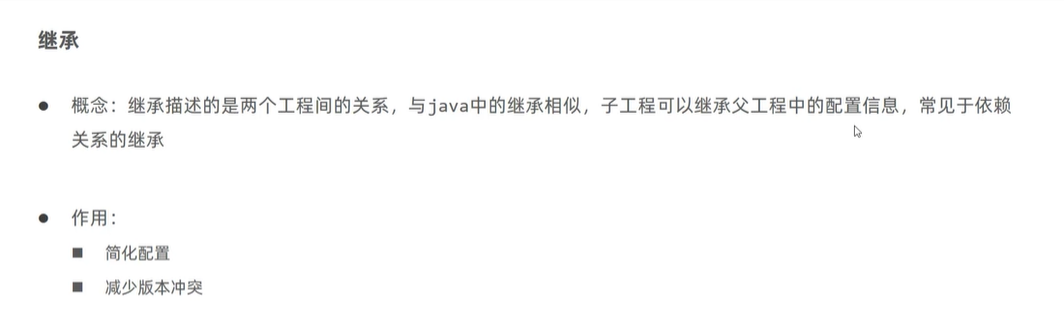 继承
● 概念：继承描述的是两个工程间的关系，与java中的继承相似，子工程可以继承父工程中的配置信息，常见于依赖
关系的继承
● 作用：
■ 简化配置
■ 减少版本冲突